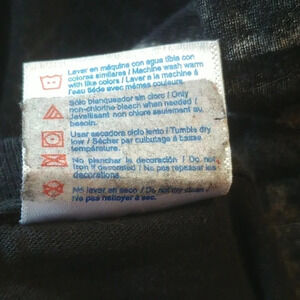 Lavar en máquina con agua tibia con
colores similares / Machine wash warm
with like colors / Laver a la machine à
l'eau tiède avec mêmes couleurs.
Sólo blanqueador sin cloro / Only
non-chlorine bleach when needed /
Javellisant non chloré seulement au
besoin.
Usar secadora ciclo lento / Tumble dry
low / Sécher par culbutage à basse
température.
No planchar la decoración / Do not
iron if decorated / Ne pas repasser les
decorations.
No lavar en seco / Do not dry clean /
Ne pas nettoyer à sec.